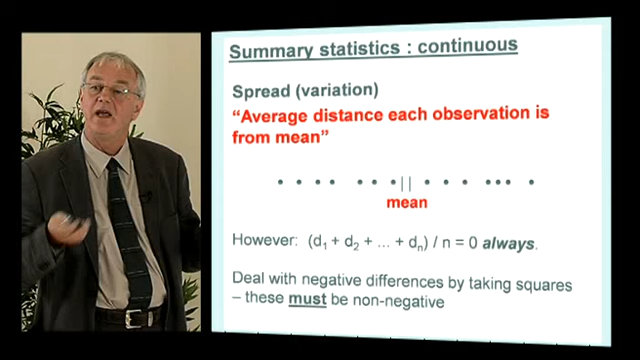 Summary statistics : continuous
Spread (variation)
“Average distance each observation is
from mean”
mean
However: (d₁ + d₂ + ... + dₙ) / n = 0 always.
Deal with negative differences by taking squares
– these must be non-negative